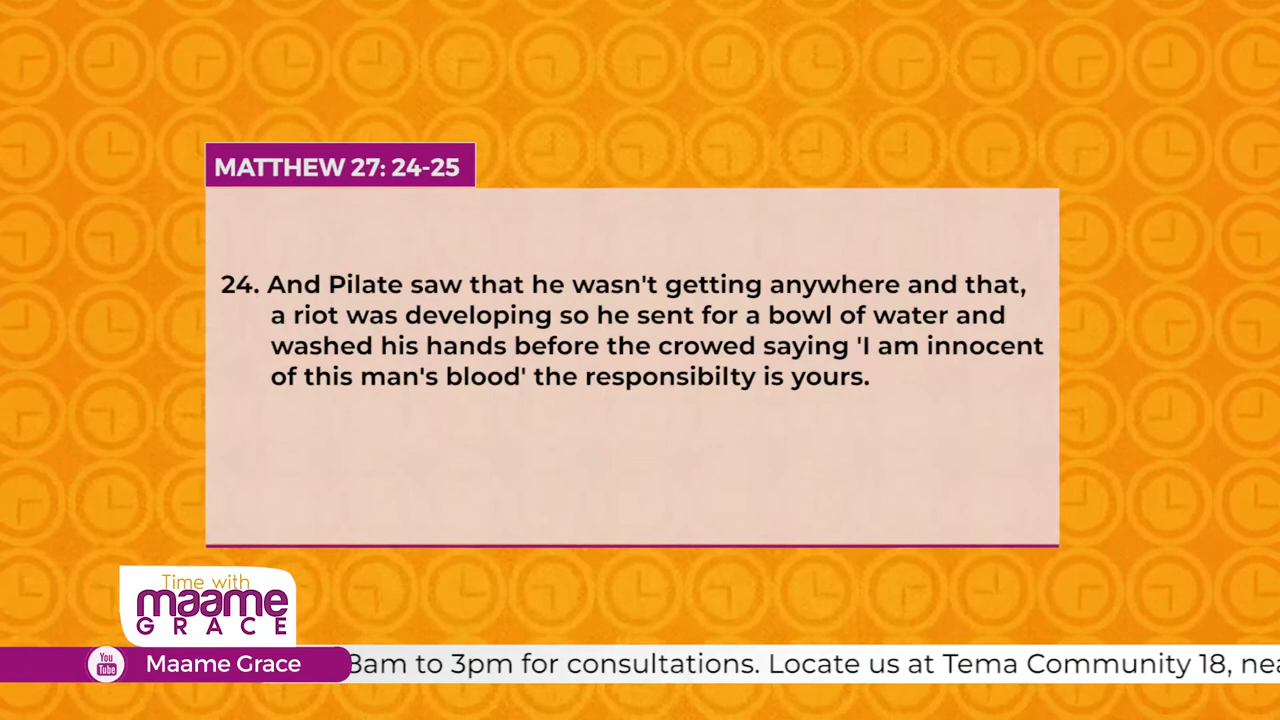 MATTHEW 27: 24-25
24. And Pilate saw that he wasn't getting anywhere and that,
a riot was developing so he sent for a bowl of water and
washed his hands before the crowed saying 'I am innocent
of this man's blood' the responsibilty is yours.
Time with
maame
GRACE
You
Tube
Maame Grace
8am to 3pm for consultations. Locate us at Tema Community 18,